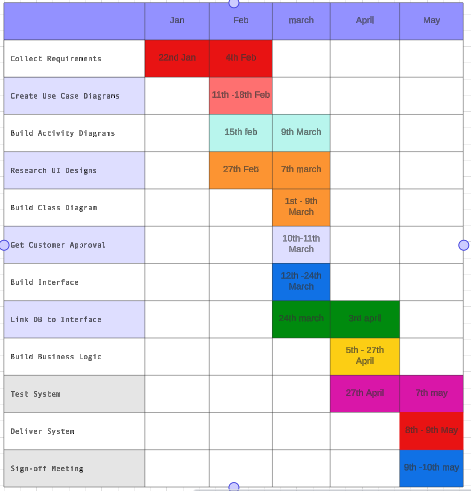 Jan Feb march April May
Collect Requirements 22nd Jan 6th Feb
Create Use Case Diagrams 11th -18th Feb
Build Activity Diagrams 15th feb 9th March
Research UI Designs 27th Feb 7th march
Build Class Diagram 1st - 9th
March
Get Customer Approval 10th-11th
March
Build Interface 12th -24th
March
Link DB to Interface 24th march 3rd april
Build Business Logic 5th - 27th
April
Test System 27th April 7th may
Deliver System 8th - 9th May
Sign-off Meeting 9th -10th may